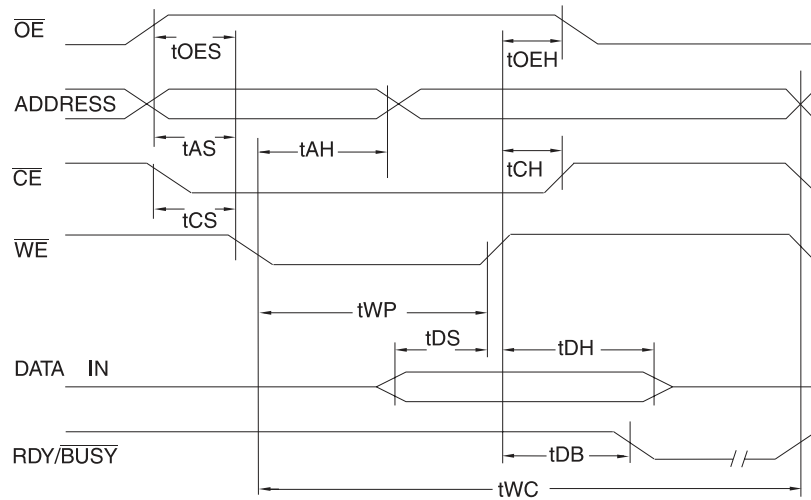 OE
tOES
tOEH
ADDRESS
tAS
tAH
tCH
CE
tCS
WE
tWP
tDS
tDH
DATA IN
RDY/BUSY
tDB
tWC